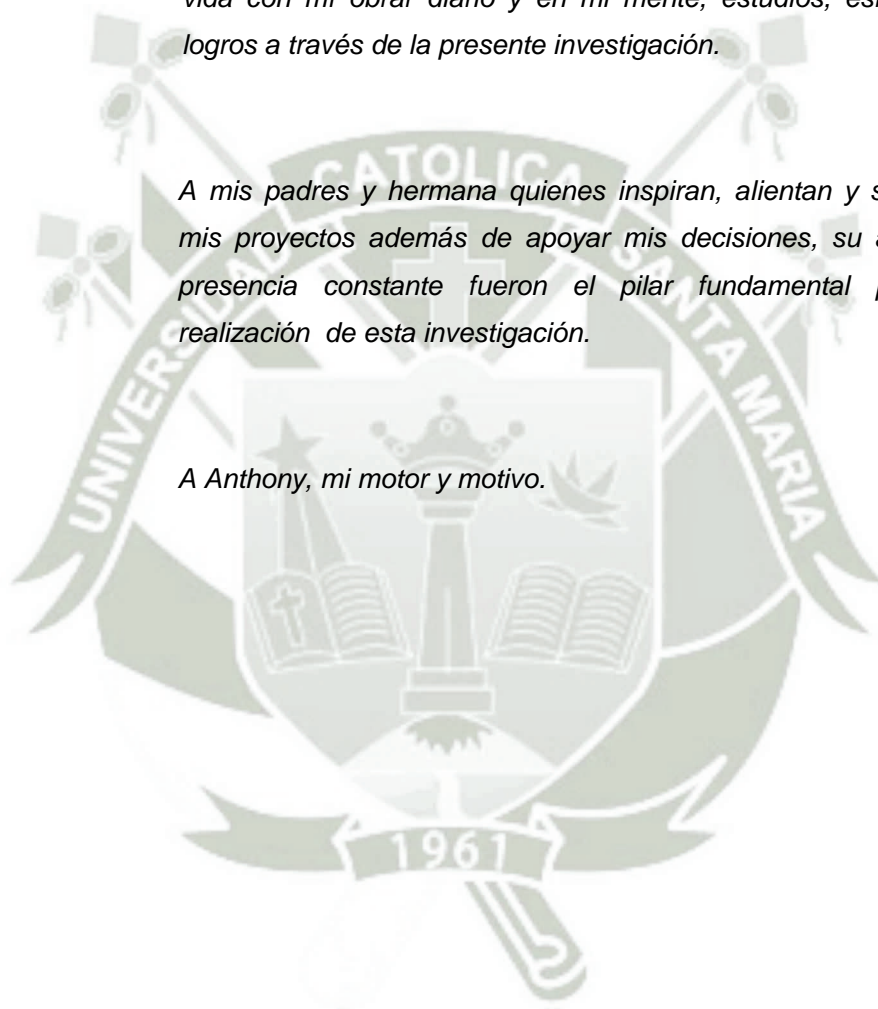 vida con mi obrar diario y en mi mente, estudios,
logros a través de la presente investigación.
A mis padres y hermana quienes inspiran, alientan y
mis proyectos además de apoyar mis decisiones, su
presencia constante fueron el pilar fundamental
realización de esta investigación.
A Anthony, mi motor y motivo.
UNIVERSIDAD CATOLICA SANTA MARIA
1961